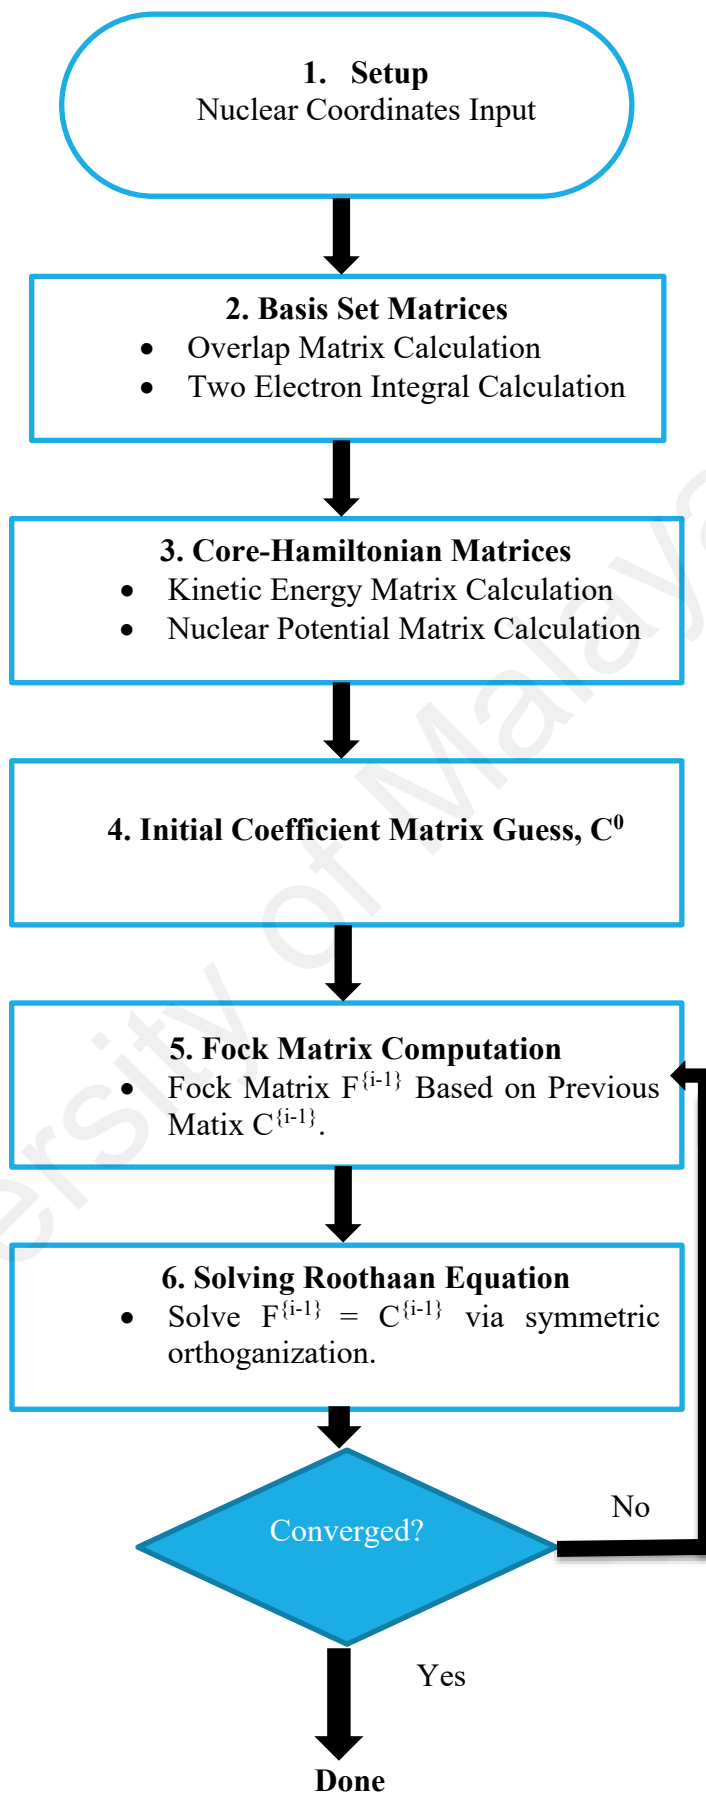 1. Setup
Nuclear Coordinates Input
2. Basis Set Matrices
• Overlap Matrix Calculation
• Two Electron Integral Calculation
3. Core-Hamiltonian Matrices
• Kinetic Energy Matrix Calculation
• Nuclear Potential Matrix Calculation
4. Initial Coefficient Matrix Guess, C⁰
5. Fock Matrix Computation
• Fock Matrix F^{i-1} Based on Previous
Matix C^{i-1}.
6. Solving Roothaan Equation
• Solve F^{i-1} = C^{i-1} via symmetric
orthoganization.
Converged?
No
Yes
Done
ersity of Malaya